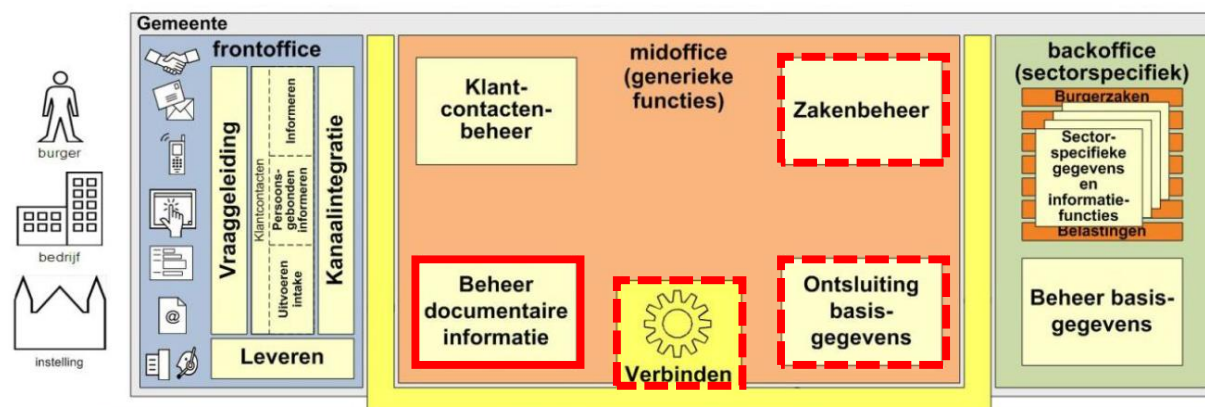 Gemeente
burger
bedrijf
instelling
frontoffice
Vraaggeleiding
Klantcontacten
Informeren
Persoons-
gebonden
informeren
Uitvoeren
intake
Kanaalintegratie
@
Leveren
midoffice
(generieke
functies)
Klant-
contacten-
beheer
Zakenbeheer
Beheer
documentaire
informatie
Verbinden
Ontsluiting
basis-
gegevens
backoffice
(sectorspecifiek)
Burgerzaken
Sector-
specifieke
gegevens
en
informatie-
functies
Belastingen
Beheer basis-
gegevens